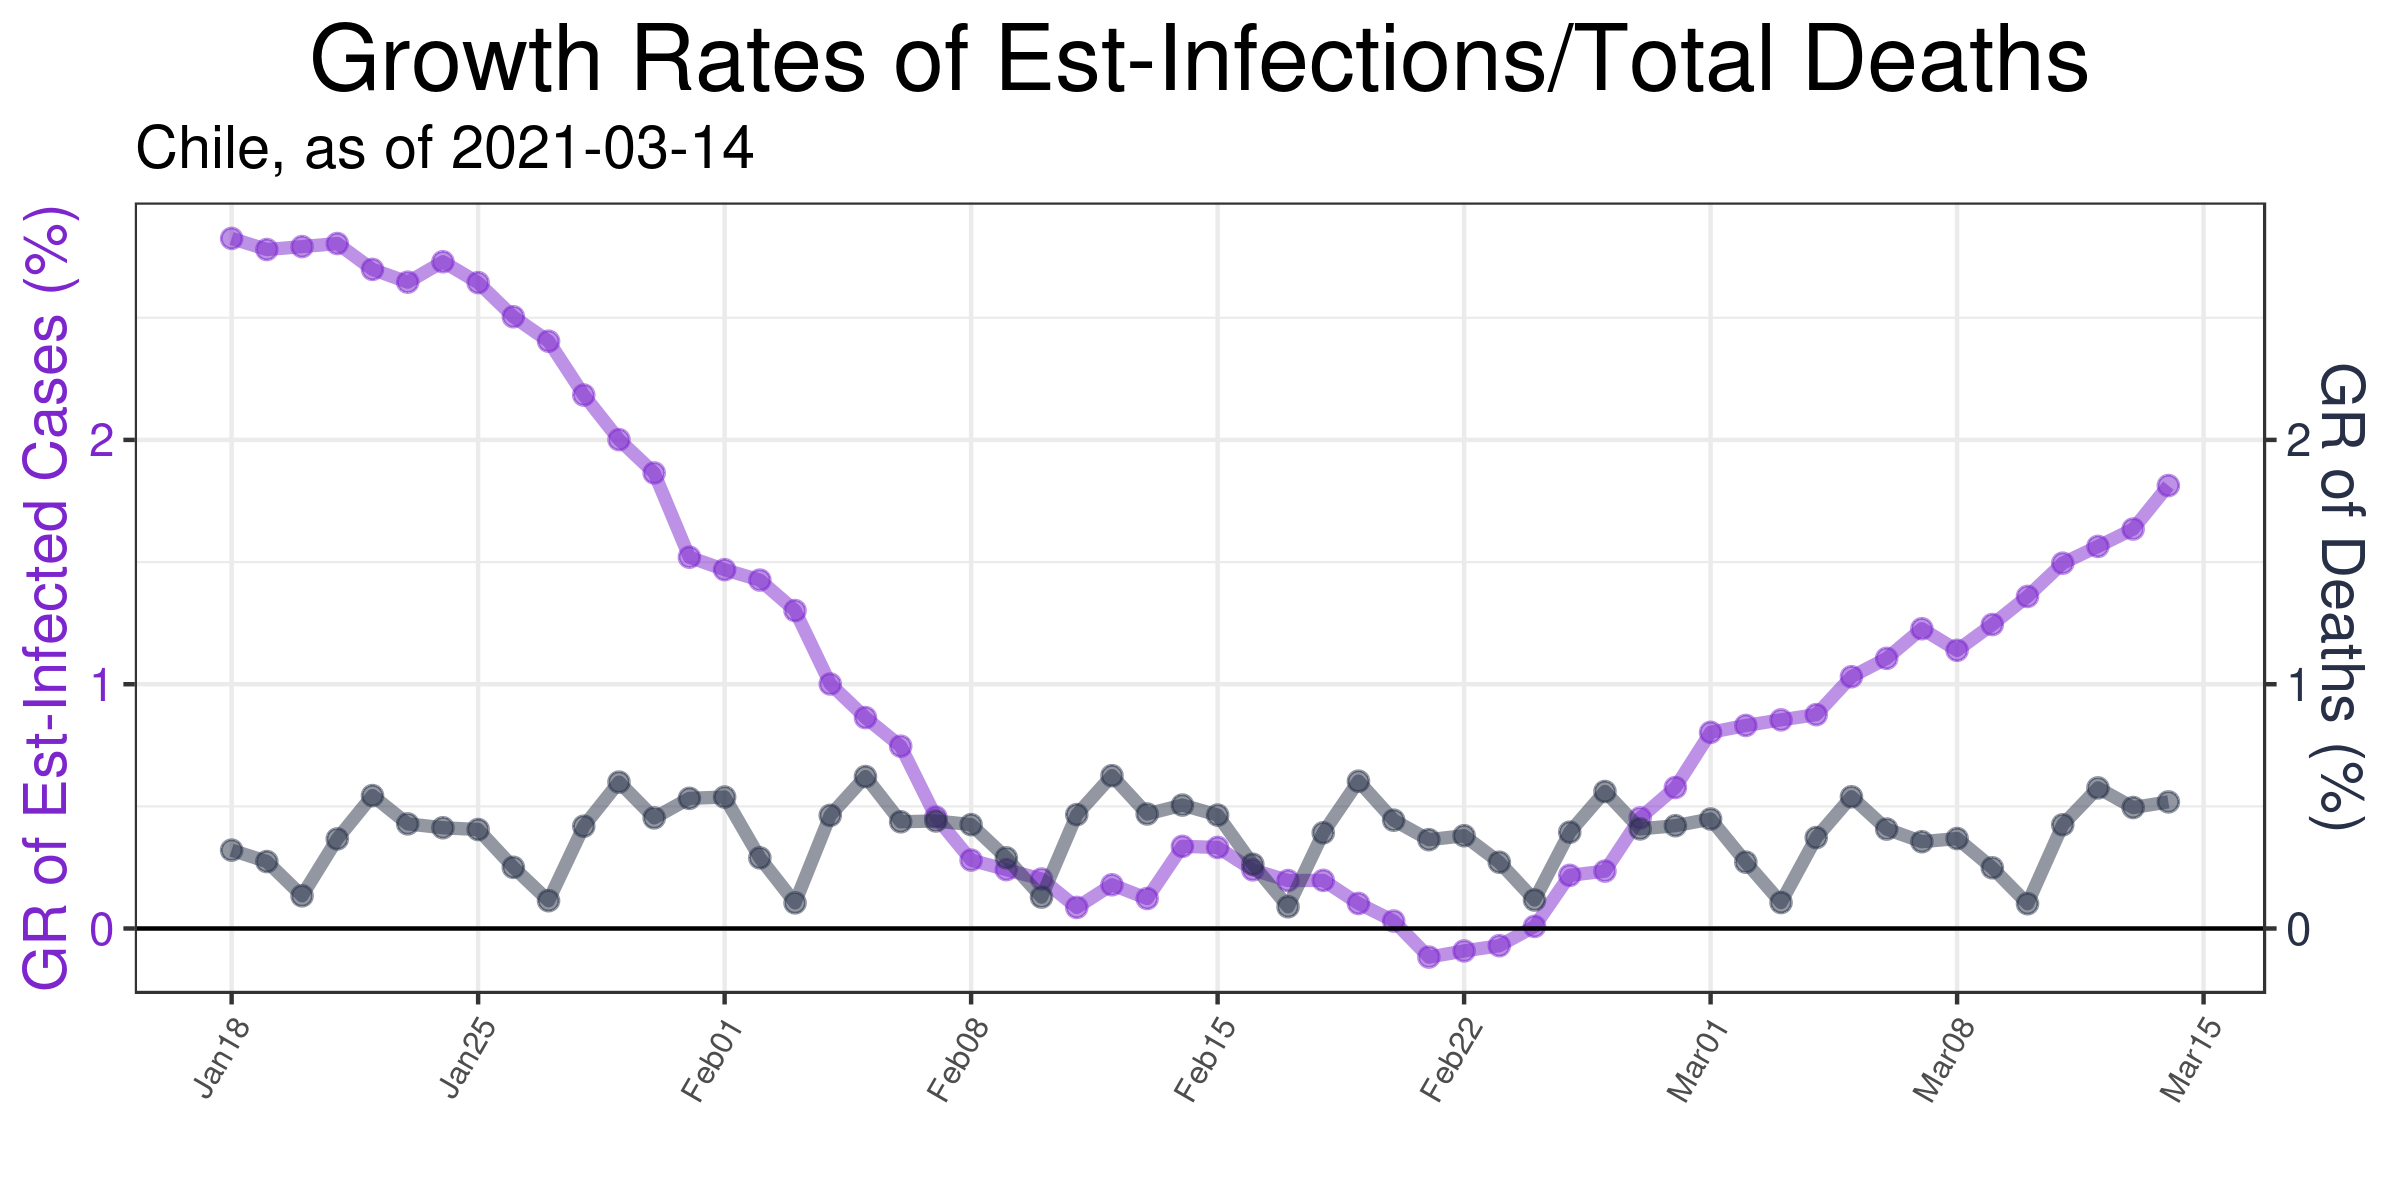 Growth Rates of Est-Infections/Total Deaths
Chile, as of 2021-03-14
GR of Est-Infected Cases (%)
2
1
0
2
1
0
GR of Deaths (%)
Jan18
Jan25
Feb01
Feb08
Feb15
Feb22
Mar01
Mar08
Mar15